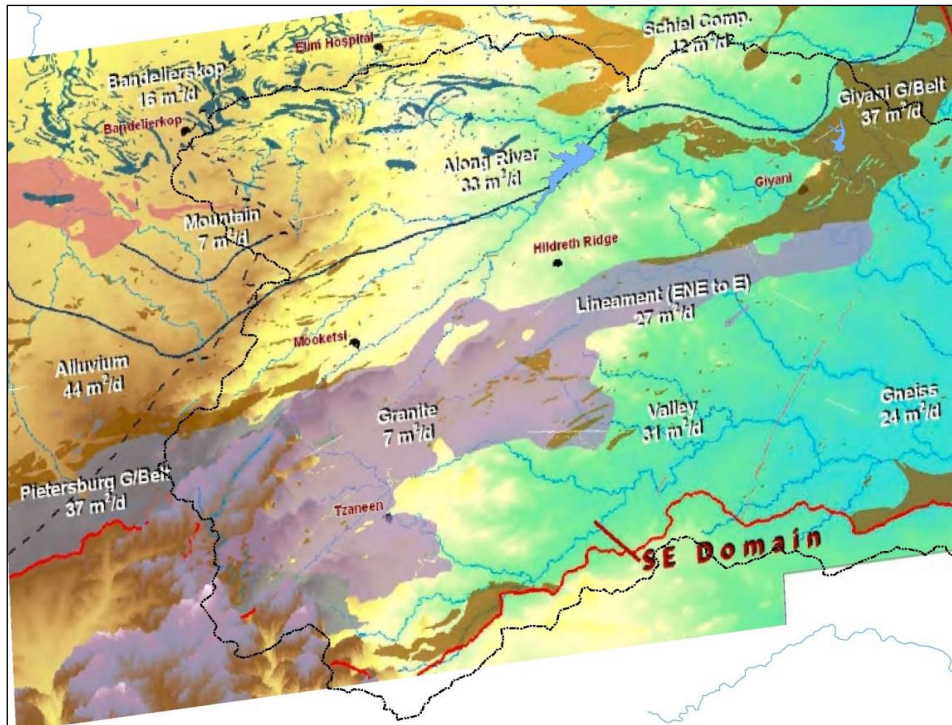 Elim Hospital
Schiel Comp.
12 m²/d
Bandelierskop
16 m²/d
Bandelierkop
Giyani G/Belt
37 m²/d
Along River
33 m²/d
Giyani
Mountain
7 m²/d
Hildreth Ridge
Lineament (ENE to E)
27 m²/d
Mooketsi
Alluvium
44 m²/d
Granite
7 m²/d
Valley
31 m²/d
Gneiss
24 m²/d
Pietersburg G/Belt
37 m²/d
Tzaneen
SE Domain